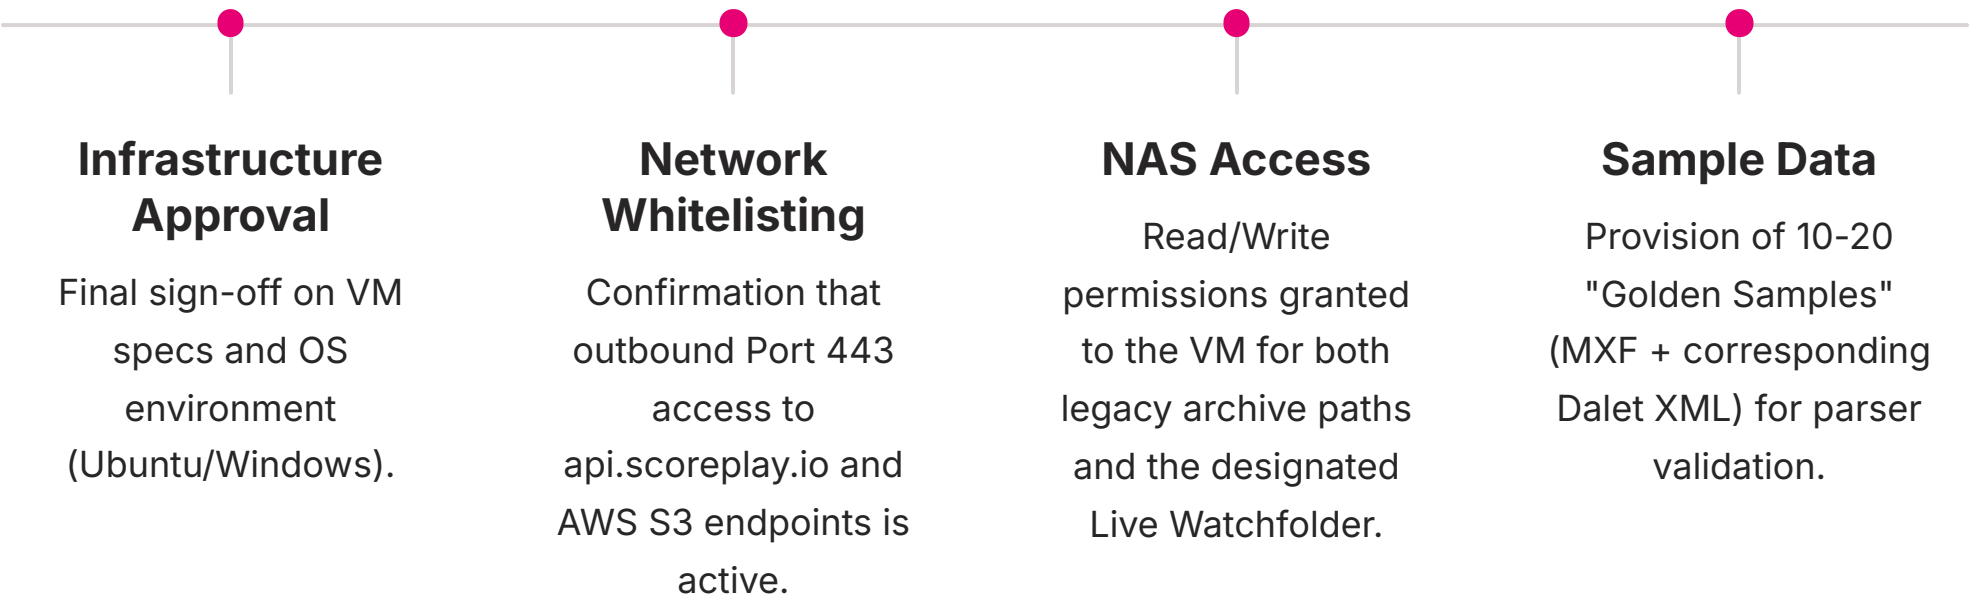 Infrastructure
Approval
Final sign-off on VM
specs and OS
environment
(Ubuntu/Windows).
Network
Whitelisting
Confirmation that
outbound Port 443
access to
api.scoreplay.io and
AWS S3 endpoints is
active.
NAS Access
Read/Write
permissions granted
to the VM for both
legacy archive paths
and the designated
Live Watchfolder.
Sample Data
Provision of 10-20
"Golden Samples"
(MXF + corresponding
Dalet XML) for parser
validation.